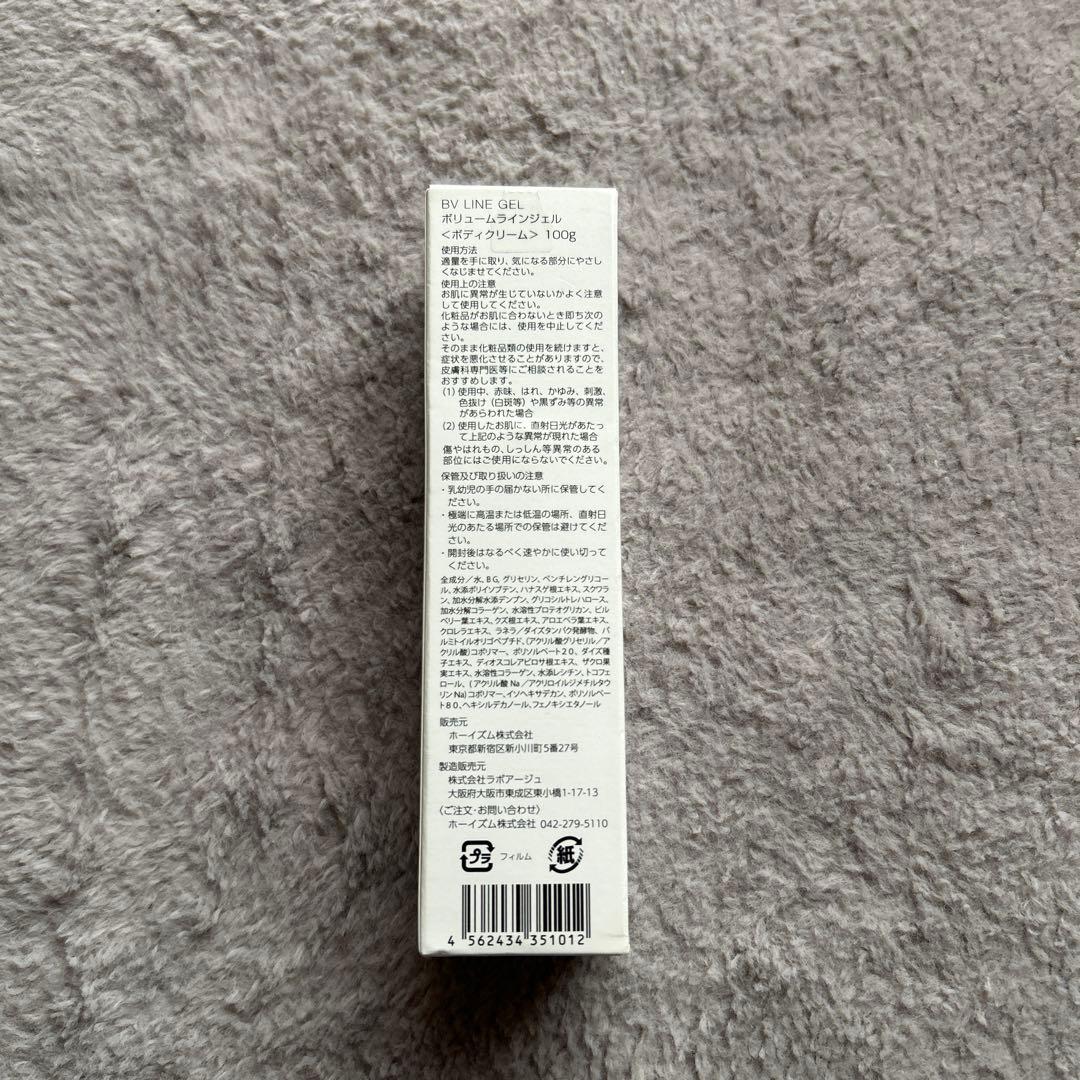 BV LINE GEL
ボリュームラインジェル
＜ボディクリーム＞ 100g
使用方法
適量を手に取り、気になる部分にやさし
くなじませてください。
使用上の注意
お肌に異常が生じていないかよく注意
して使用してください。
化粧品がお肌に合わないとき即ち次の
ような場合には、使用を中止してくだ
さい。
そのまま化粧品類の使用を続けますと、
症状を悪化させることがありますので、
皮膚科専門医等にご相談されることを
おすすめします。
(1) 使用中、赤味、はれ、かゆみ、刺激、
色抜け（白斑等）や黒ずみ等の異常
があらわれた場合
(2) 使用したお肌に、直射日光があたっ
て上記のような異常が現れた場合
傷やはれもの、しっしん等異常のある
部位にはご使用にならないでください。
保管及び取り扱いの注意
・乳幼児の手の届かない所に保管してく
ださい。
・極端に高温または低温の場所、直射日
光のあたる場所での保管は避けてくだ
さい。
・開封後はなるべく速やかに使い切って
ください。
全成分／水、BG、グリセリン、ペンチレングリコー
ル、水添ポリイソブテン、ハナスゲ根エキス、スクワラ
ン、加水分解水添デンプン、グリコシルトレハロース、
加水分解コラーゲン、水溶性プロテオグリカン、ビル
ベリー葉エキス、クズ根エキス、アロエベラ葉エキス、
クロレラエキス、ラネラ/ダイズタンパク発酵物、パ
ルミトイルオリゴペプチド、(アクリル酸グリセリル／ア
クリル酸)コポリマー、ポリソルベート20、ダイズ種
子エキス、ディオスコレアビロサ根エキス、ザクロ果
実エキス、水溶性コラーゲン、水添レシチン、トコフェ
ロール、(アクリル酸Na／アクリロイルジメチルタウ
リンNa)コポリマー、イソヘキサデカン、ポリソルベー
ト80、ヘキシルデカノール、フェノキシエタノール
販売元
ホーイズム株式会社
東京都新宿区新小川町5番27号
製造販売元
株式会社ラボアージュ
大阪府大阪市東成区東小橋1-17-13
〈ご注文・お問い合わせ〉
ホーイズム株式会社 042-279-5110
プラ フィルム 紙
4 562434 351012